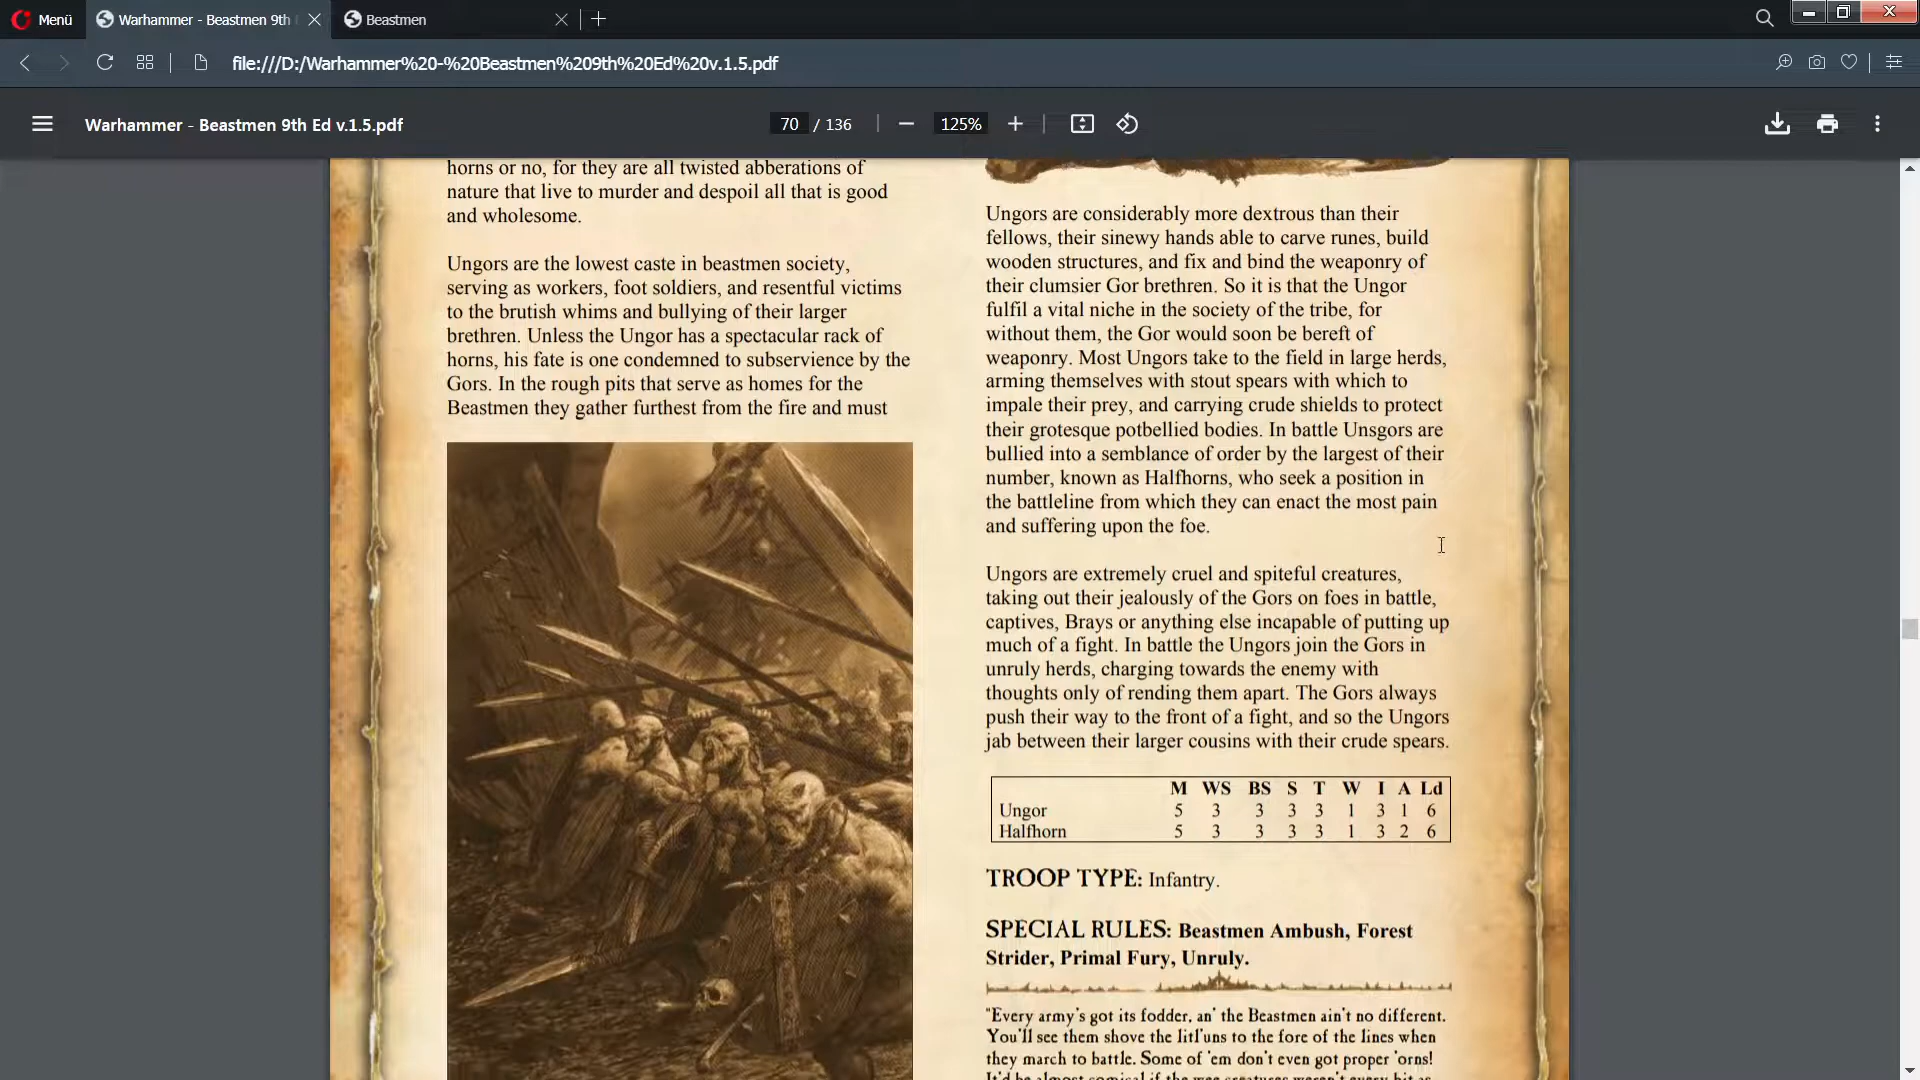 Menü
Warhammer - Beastmen 9th
Beastmen
file:///D:/Warhammer%20-%20Beastmen%209th%20Ed%20v.1.5.pdf
Warhammer - Beastmen 9th Ed v.1.5.pdf
70 / 136
125%
horns or no, for they are all twisted abberations of
nature that live to murder and despoil all that is good
and wholesome.
Ungors are the lowest caste in beastmen society,
serving as workers, foot soldiers, and resentful victims
to the brutish whims and bullying of their larger
brethren. Unless the Ungor has a spectacular rack of
horns, his fate is one condemned to subservience by the
Gors. In the rough pits that serve as homes for the
Beastmen they gather furthest from the fire and must
Ungors are considerably more dextrous than their
fellows, their sinewy hands able to carve runes, build
wooden structures, and fix and bind the weaponry of
their clumsier Gor brethren. So it is that the Ungor
fulfil a vital niche in the society of the tribe, for
without them, the Gor would soon be bereft of
weaponry. Most Ungors take to the field in large herds,
arming themselves with stout spears with which to
impale their prey, and carrying crude shields to protect
their grotesque potbellied bodies. In battle Unsgors are
bullied into a semblance of order by the largest of their
number, known as Halfhorns, who seek a position in
the battleline from which they can enact the most pain
and suffering upon the foe.
Ungors are extremely cruel and spiteful creatures,
taking out their jealously of the Gors on foes in battle,
captives, Brays or anything else incapable of putting up
much of a fight. In battle the Ungors join the Gors in
unruly herds, charging towards the enemy with
thoughts only of rending them apart. The Gors always
push their way to the front of a fight, and so the Ungors
jab between their larger cousins with their crude spears.
M WS BS S T W I A Ld
Ungor 5 3 3 3 3 1 3 1 6
Halfhorn 5 3 3 3 3 1 3 2 6
TROOP TYPE: Infantry.
SPECIAL RULES: Beastmen Ambush, Forest
Strider, Primal Fury, Unruly.
"Every army's got its fodder, an' the Beastmen ain't no different.
You'll see them shove the litl'uns to the fore of the lines when
they march to battle. Some of 'em don't even got proper 'orns!
It'd be almost comical if the wee creatures weren't every bit as